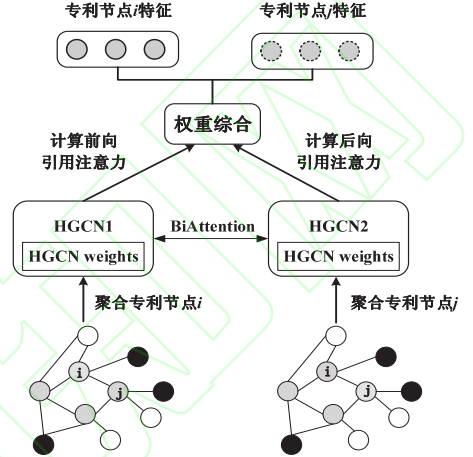 专利节点i特征
专利节点j特征
权重综合
计算前向
引用注意力
计算后向
引用注意力
HGCN1
HGCN weights
BiAttention
HGCN2
HGCN weights
聚合专利节点i
聚合专利节点j
i
j
i
j